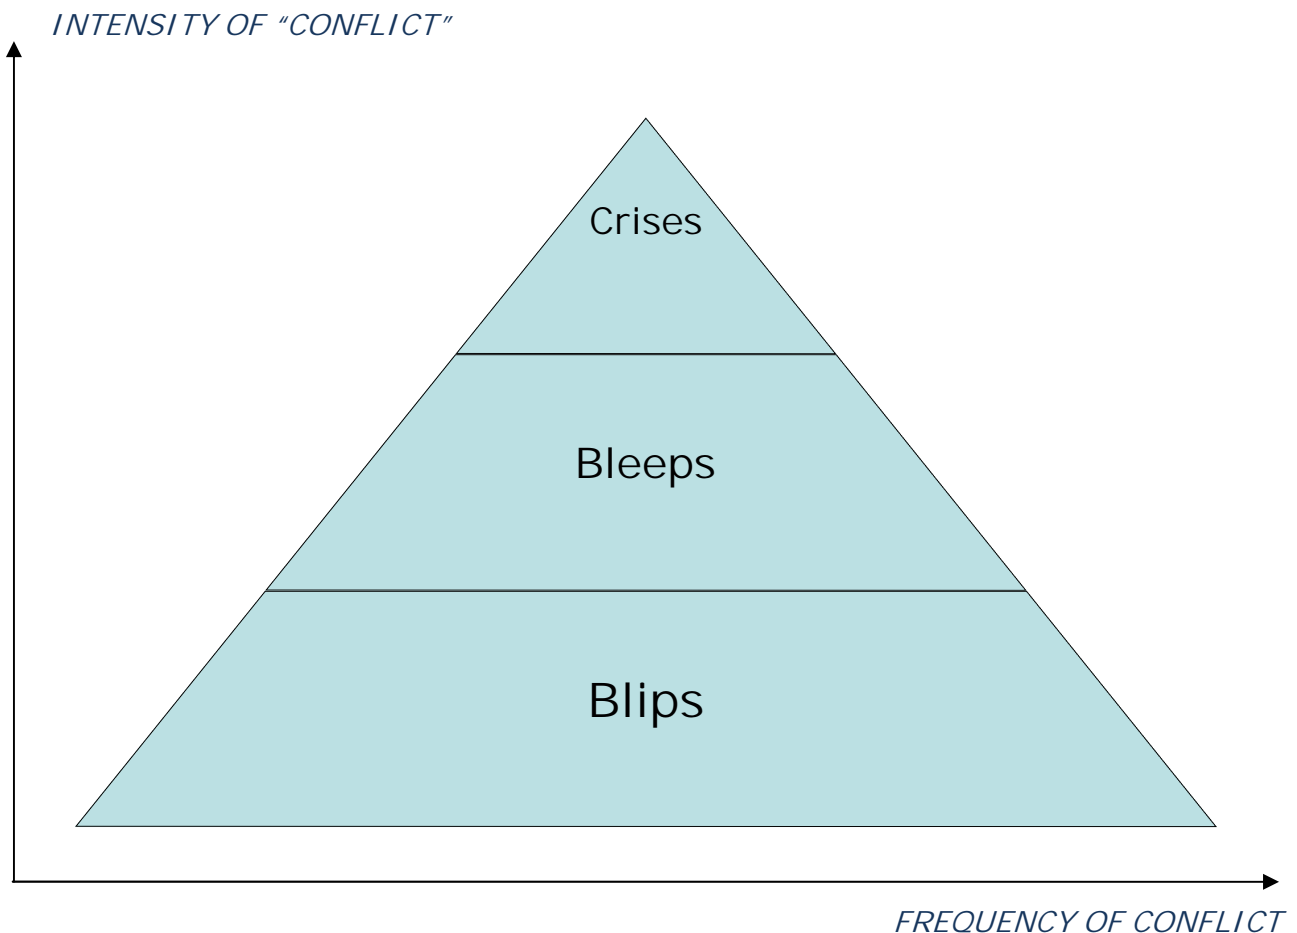 INTENSITY OF “CONFLICT”
Crises
Bleeps
Blips
FREQUENCY OF CONFLICT